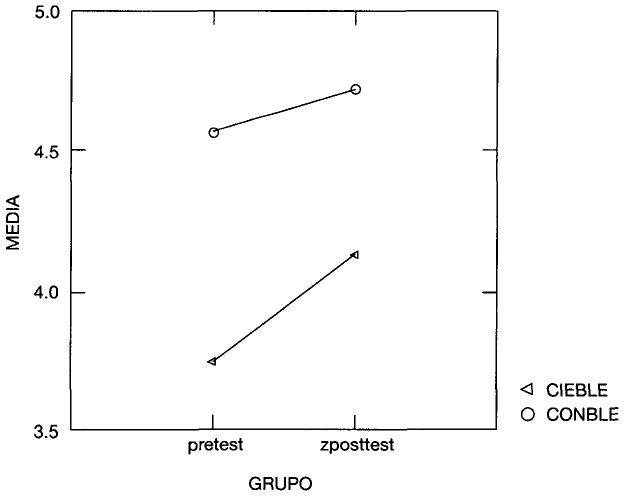 5.0
4.5
4.0
3.5
MEDIA
pretest zposttest
GRUPO
CIEBLE
CONBLE